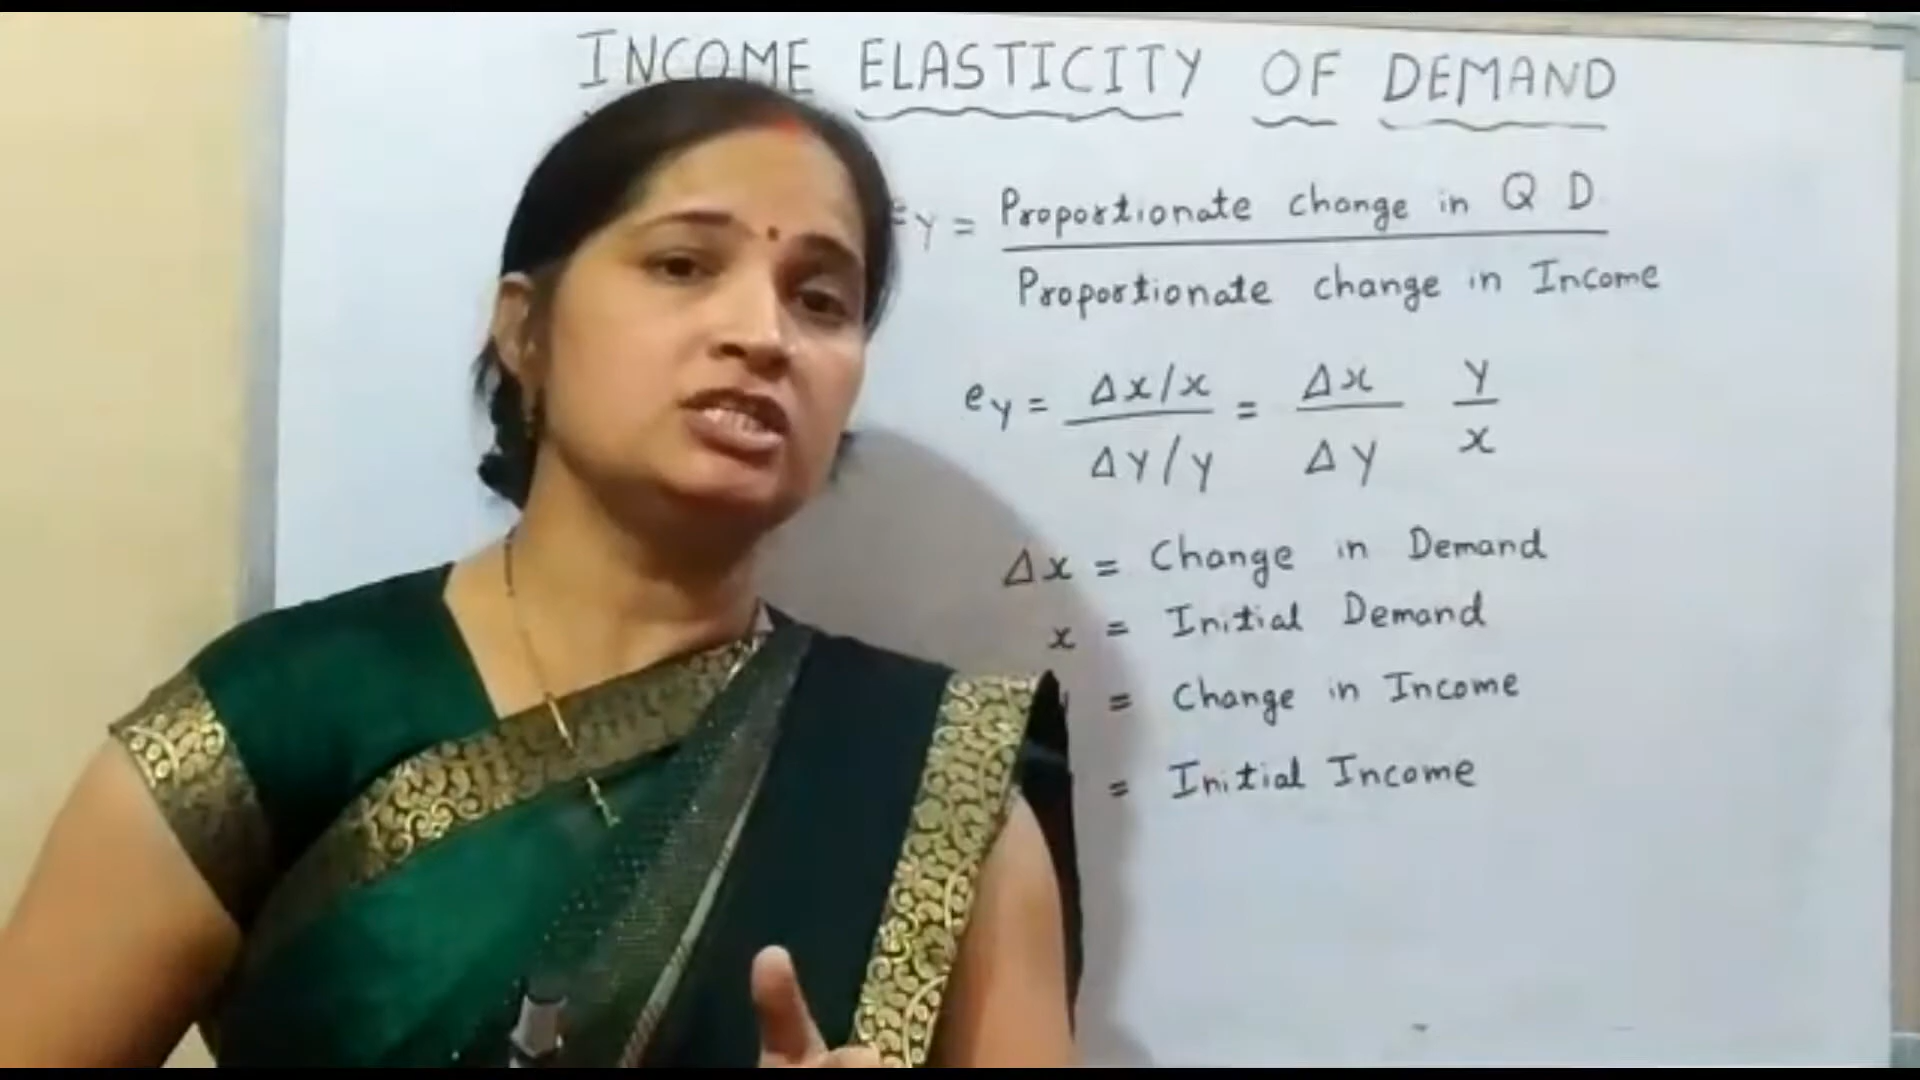 INCOME ELASTICITY OF DEMAND
e y = Proportionate change in Q D
Proportionate change in Income
e y = Δx/x = Δx y
Δy/y Δy x
Δx = Change in Demand
x = Initial Demand
= Change in Income
= Initial Income